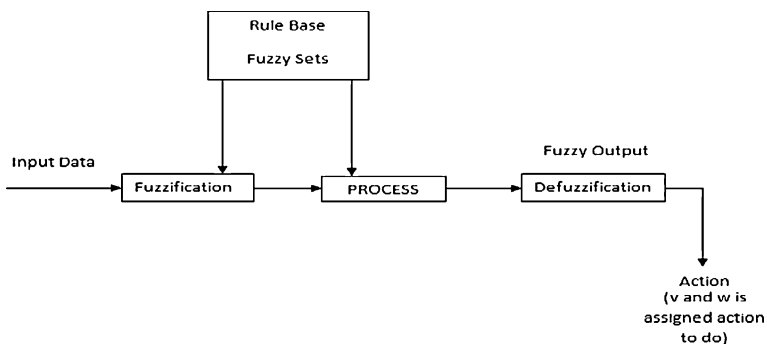 Rule Base
Fuzzy Sets
Input Data
Fuzzy Output
Fuzzification
PROCESS
Defuzzification
Action
(v and w is
assigned action
to do)